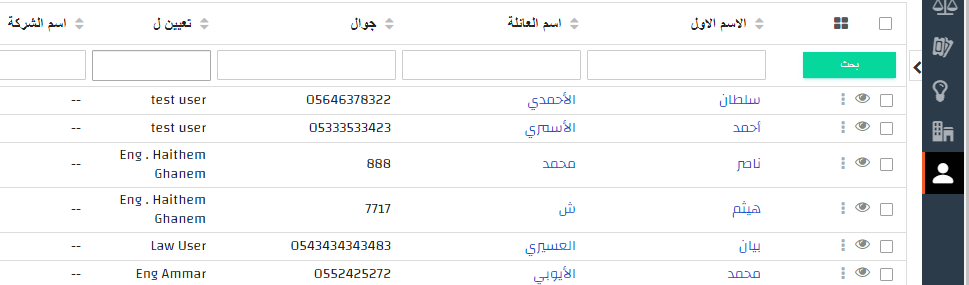 الاسم الاول اسم العائلة جوال تعيين ل اسم الشركة
بحث
سلطان الأحمدي 05646378322 test user --
أحمد الأسمري 05333533423 test user --
ناصر محمد 888 Eng . Haithem Ghanem --
هيثم ش 7717 Eng . Haithem Ghanem --
بيان العسيري 0543434343483 Law User --
محمد الأيوبي 0552425272 Eng Ammar --